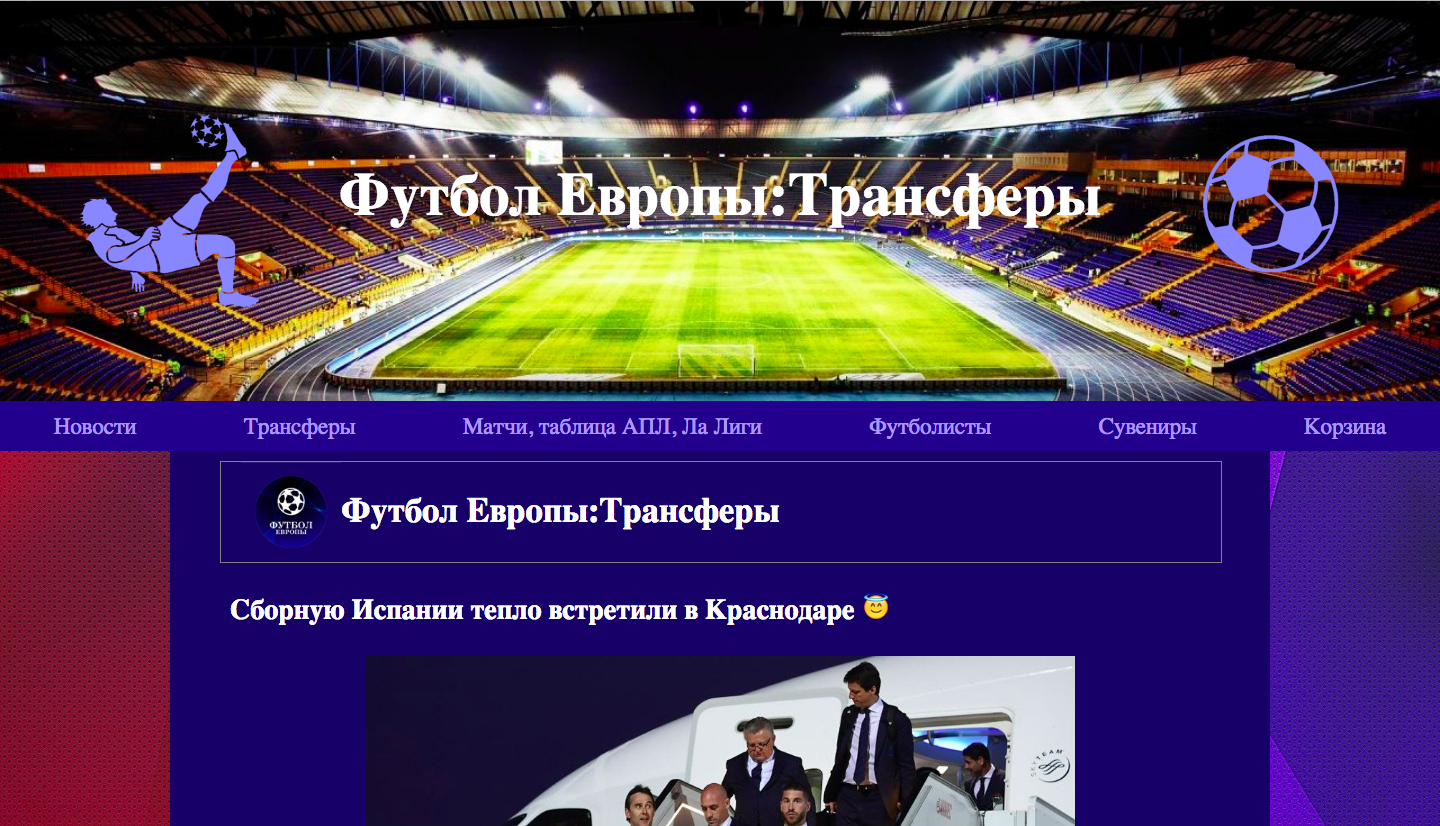 Футбол Европы:Трансферы
Новости Трансферы Матчи, таблица АПЛ, Ла Лиги Футболисты Сувениры Корзина
ФУТБОЛ
ЕВРОПЫ
Футбол Европы:Трансферы
Сборную Испании тепло встретили в Краснодаре 😇
SKYTEAM